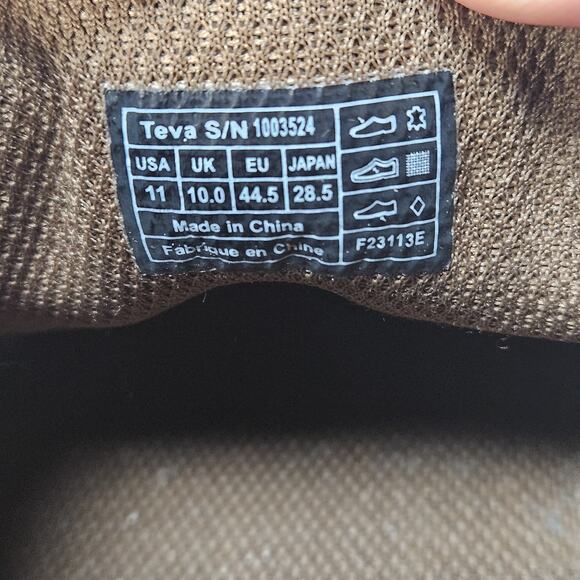 Teva S/N 1003524
USA UK EU JAPAN
11 10.0 44.5 28.5
Made in China
Fabrique en Chine
F23113E